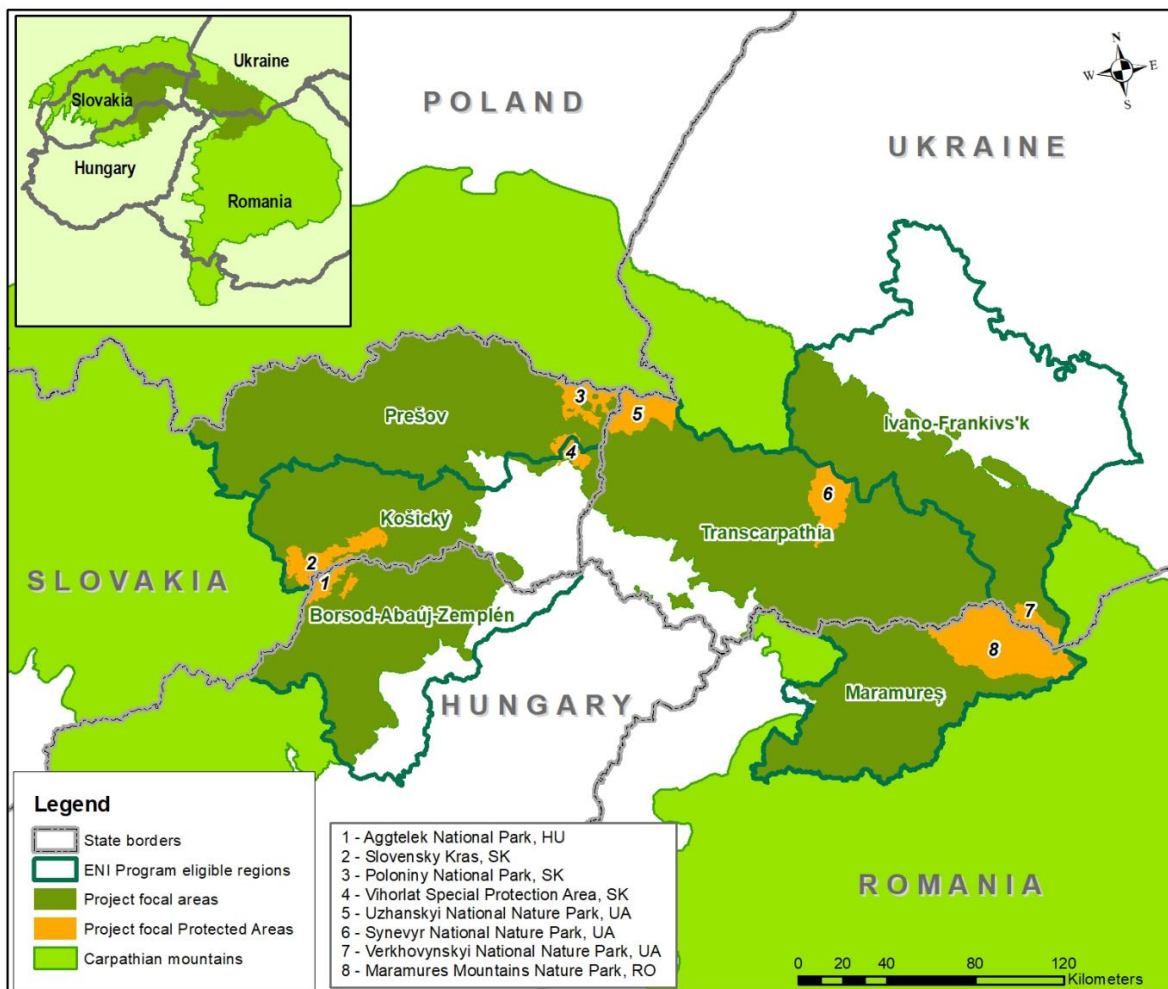 Ukraine
Slovakia
Hungary
Romania
POLAND
UKRAINE
N
W E
S
3
5
Prešov
Ivano-Frankivs'k
4
6
Košický
Transcarpathia
2
SLOVAKIA
1
Borsod-Abaúj-Zemplén
7
8
Maramureş
HUNGARY
ROMANIA
Legend
State borders
ENI Program eligible regions
Project focal areas
Project focal Protected Areas
Carpathian mountains
1 - Aggtelek National Park, HU
2 - Slovensky Kras, SK
3 - Poloniny National Park, SK
4 - Vihorlat Special Protection Area, SK
5 - Uzhanskyi National Nature Park, UA
6 - Synevyr National Nature Park, UA
7 - Verkhovynskyi National Nature Park, UA
8 - Maramures Mountains Nature Park, RO
0 20 40 80 120
Kilometers